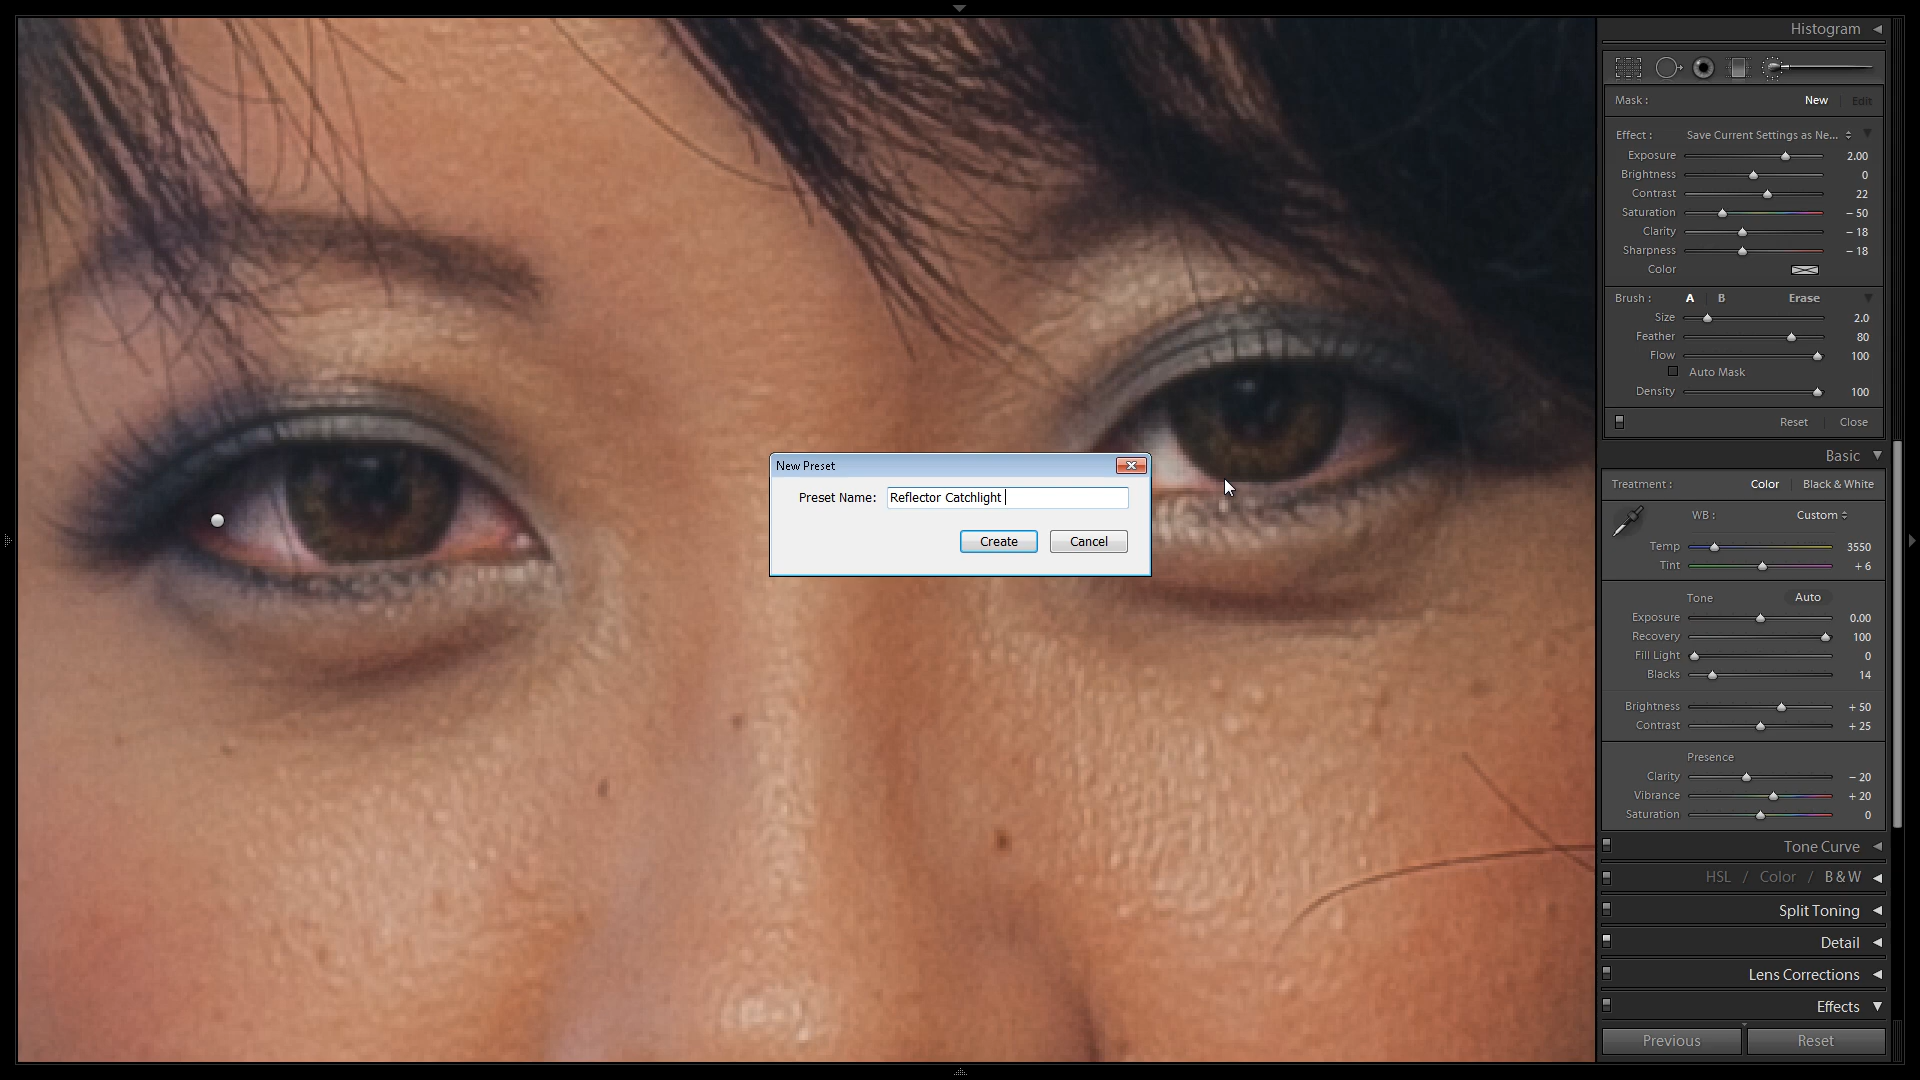 Histogram
Mask : New Edit
Effect : Save Current Settings as Ne...
Exposure 2.00
Brightness 0
Contrast 22
Saturation – 50
Clarity – 18
Sharpness – 18
Color
Brush : A B Erase
Size 2.0
Feather 80
Flow 100
Auto Mask
Density 100
Reset Close
Basic
Treatment : Color Black & White
WB : Custom
Temp 3550
Tint + 6
Tone Auto
Exposure 0.00
Recovery 100
Fill Light 0
Blacks 14
Brightness + 50
Contrast + 25
Presence
Clarity – 20
Vibrance + 20
Saturation 0
Tone Curve
HSL / Color / B & W
Split Toning
Detail
Lens Corrections
Effects
Previous Reset
New Preset
Preset Name: Reflector Catchlight
Create Cancel